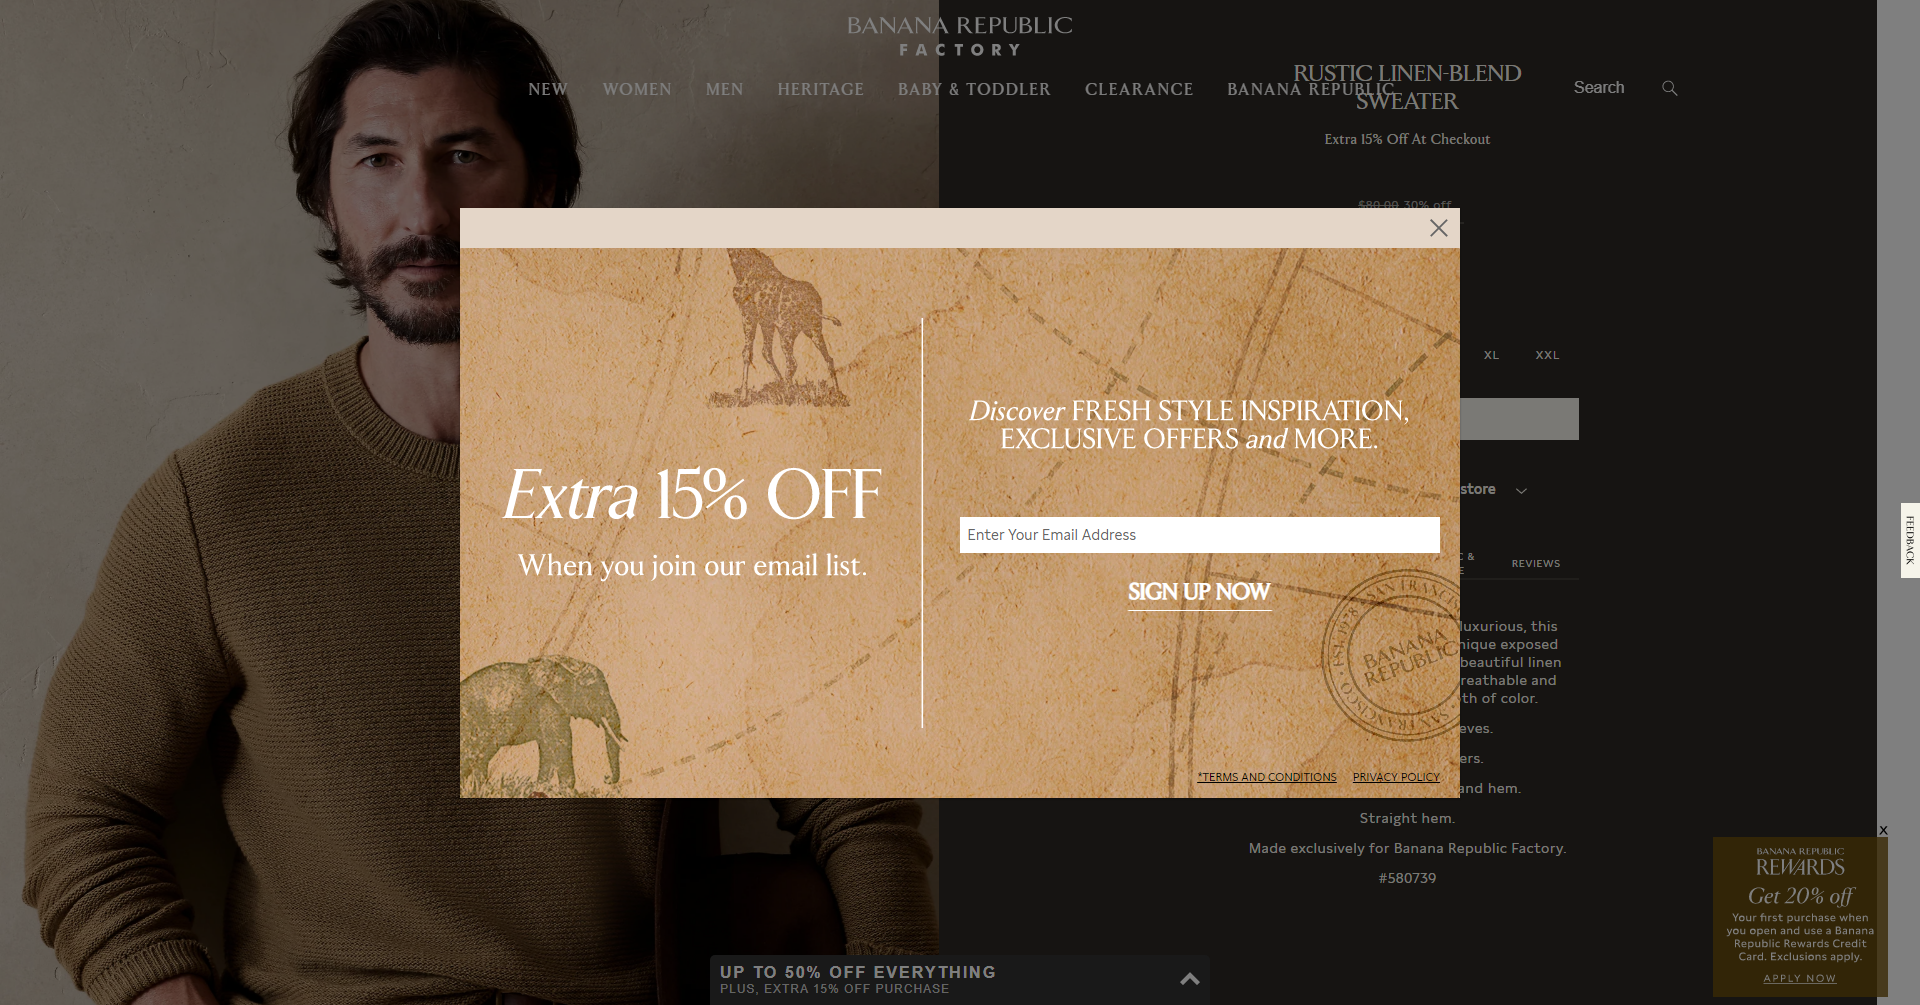 BANANA REPUBLIC
FACTORY
NEW WOMEN MEN HERITAGE BABY & TODDLER CLEARANCE BANANA REPUBLIC
Search
RUSTIC LINEN-BLEND
SWEATER
Extra 15% Off At Checkout
$80.00 30% off
XL XXL
store
REVIEWS
luxurious, this
exposed
beautiful linen
and
of color.
and hem.
Straight hem.
Made exclusively for Banana Republic Factory.
#580739
Extra 15% OFF
When you join our email list.
Discover FRESH STYLE INSPIRATION,
EXCLUSIVE OFFERS and MORE.
Enter Your Email Address
SIGN UP NOW
EST. 1978 · SAN FRANCISCO · SAN FRANCISCO
BANANA
REPUBLIC
*TERMS AND CONDITIONS PRIVACY POLICY
FEEDBACK
X
BANANA REPUBLIC
REWARDS
Get 20% off
Your first purchase when
you open and use a Banana
Republic Rewards Credit
Card. Exclusions apply.
APPLY NOW
UP TO 50% OFF EVERYTHING
PLUS, EXTRA 15% OFF PURCHASE